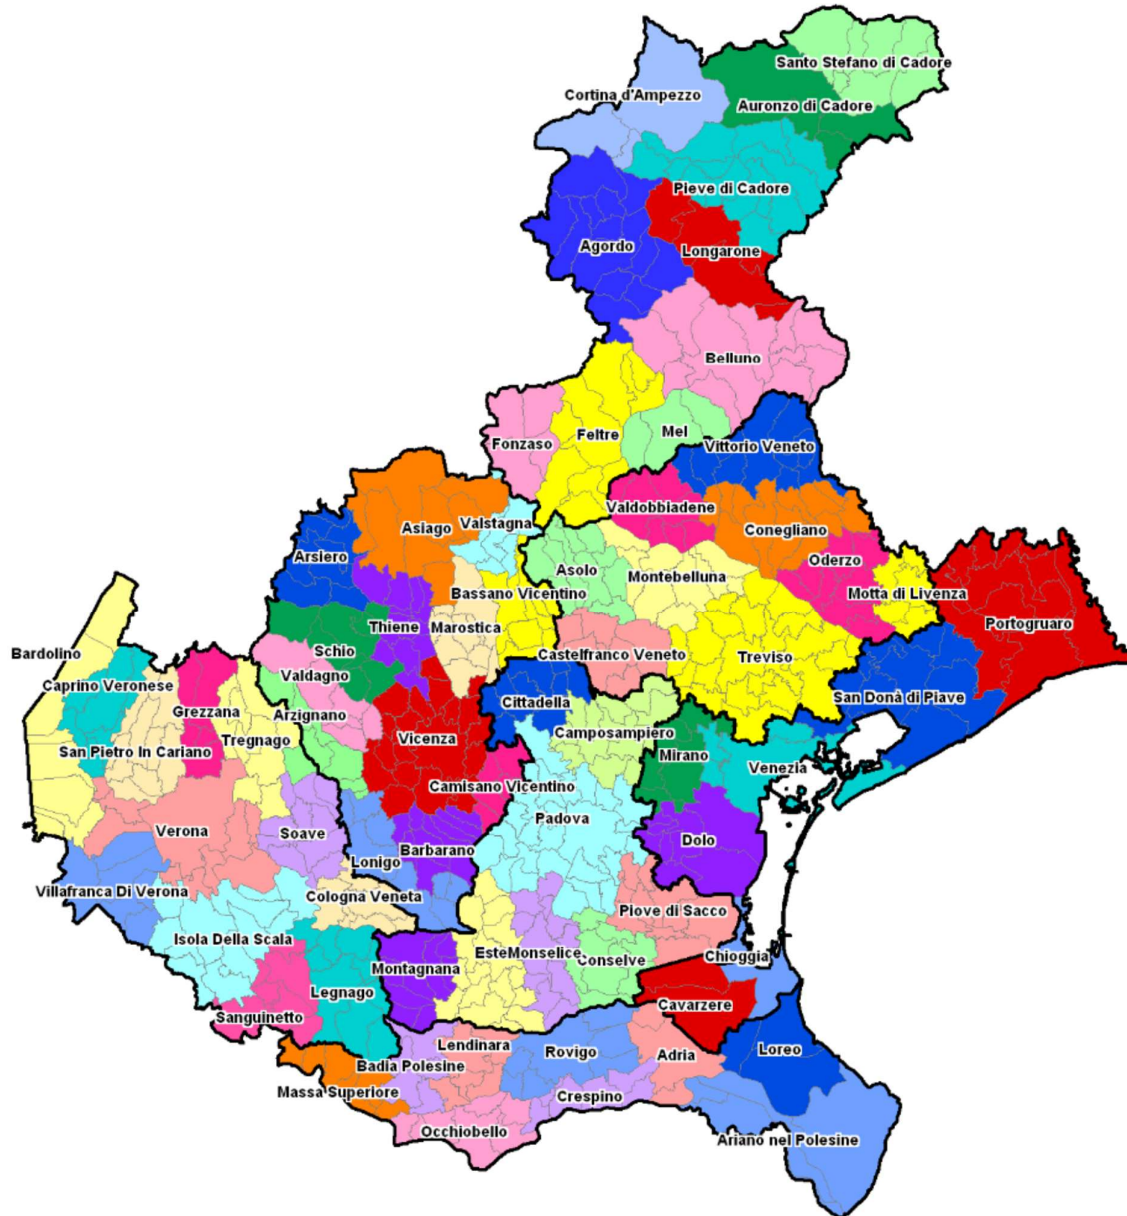 Santo Stefano di Cadore
Cortina d'Ampezzo
Auronzo di Cadore
Pieve di Cadore
Agordo
Longarone
Belluno
Feltre
Mel
Fonzaso
Vittorio Veneto
Valdobbiadene
Asiago
Valstagna
Conegliano
Arsiero
Oderzo
Asolo
Montebelluna
Bassano Vicentino
Motta di Livenza
Thiene
Marostica
Portogruaro
Schio
Bardolino
Castelfranco Veneto
Treviso
Valdagno
Caprino Veronese
San Donà di Piave
Cittadella
Grezzana
Arzignano
Camposampiero
Vicenza
Tregnago
San Pietro In Cariano
Mirano
Venezia
Camisano Vicentino
Padova
Verona
Soave
Dolo
Barbarano
Lonigo
Villafranca Di Verona
Cologna Veneta
Piove di Sacco
Isola Della Scala
Este
Monselice
Chioggia
Conselve
Montagnana
Legnago
Cavarzere
Sanguinetto
Lendinara
Rovigo
Loreo
Adria
Badia Polesine
Massa Superiore
Crespino
Occhiobello
Ariano nel Polesine